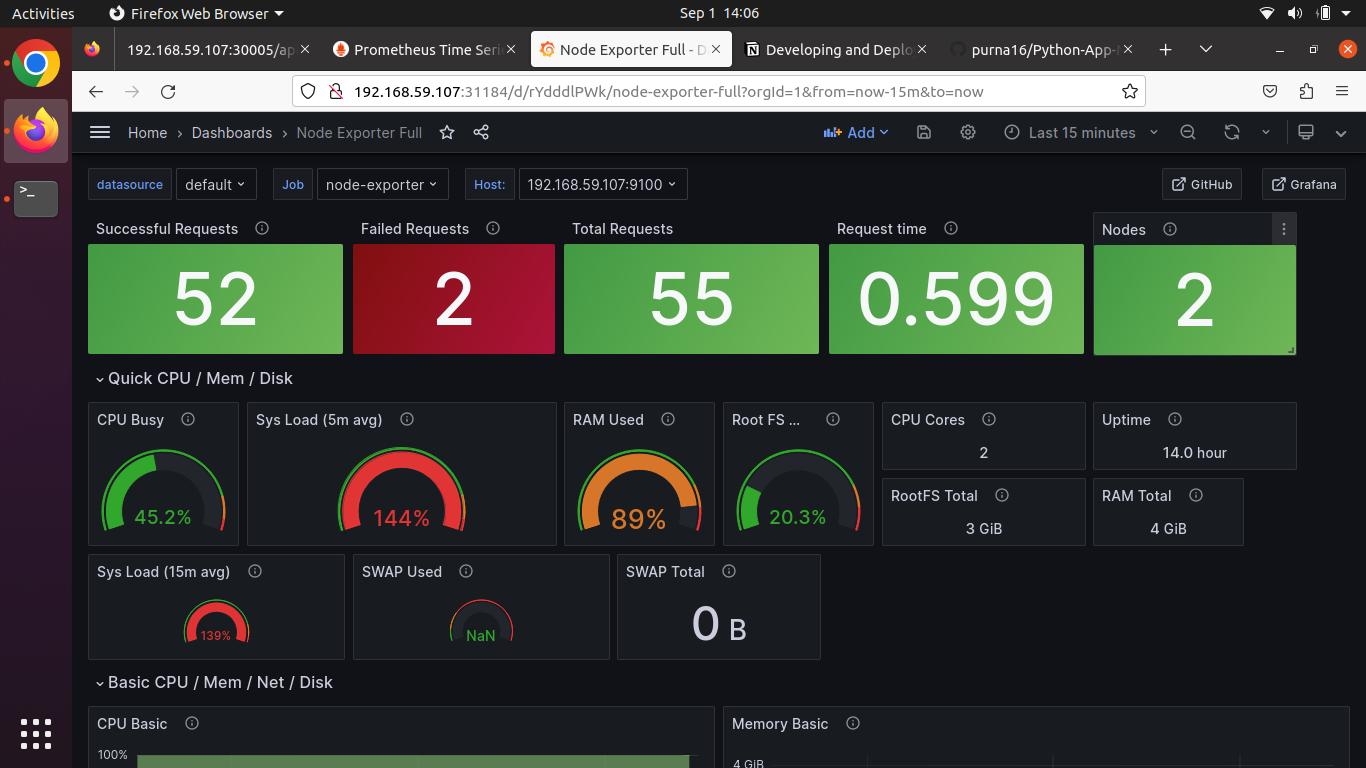 Activities Firefox Web Browser Sep 1 14:06
192.168.59.107:30005/ap Prometheus Time Seri Node Exporter Full - D Developing and Deplo purna16/Python-App-
192.168.59.107:31184/d/rYdddlPWk/node-exporter-full?orgId=1&from=now-15m&to=now
Home › Dashboards › Node Exporter Full Add Last 15 minutes
datasource default Job node-exporter Host: 192.168.59.107:9100 GitHub Grafana
Successful Requests Failed Requests Total Requests Request time Nodes
52 2 55 0.599 2
Quick CPU / Mem / Disk
CPU Busy Sys Load (5m avg) RAM Used Root FS ... CPU Cores Uptime
2 14.0 hour
RootFS Total RAM Total
45.2% 144% 89% 20.3%
3 GiB 4 GiB
Sys Load (15m avg) SWAP Used SWAP Total
139% NaN 0 B
Basic CPU / Mem / Net / Disk
CPU Basic Memory Basic
100%
4 GiB